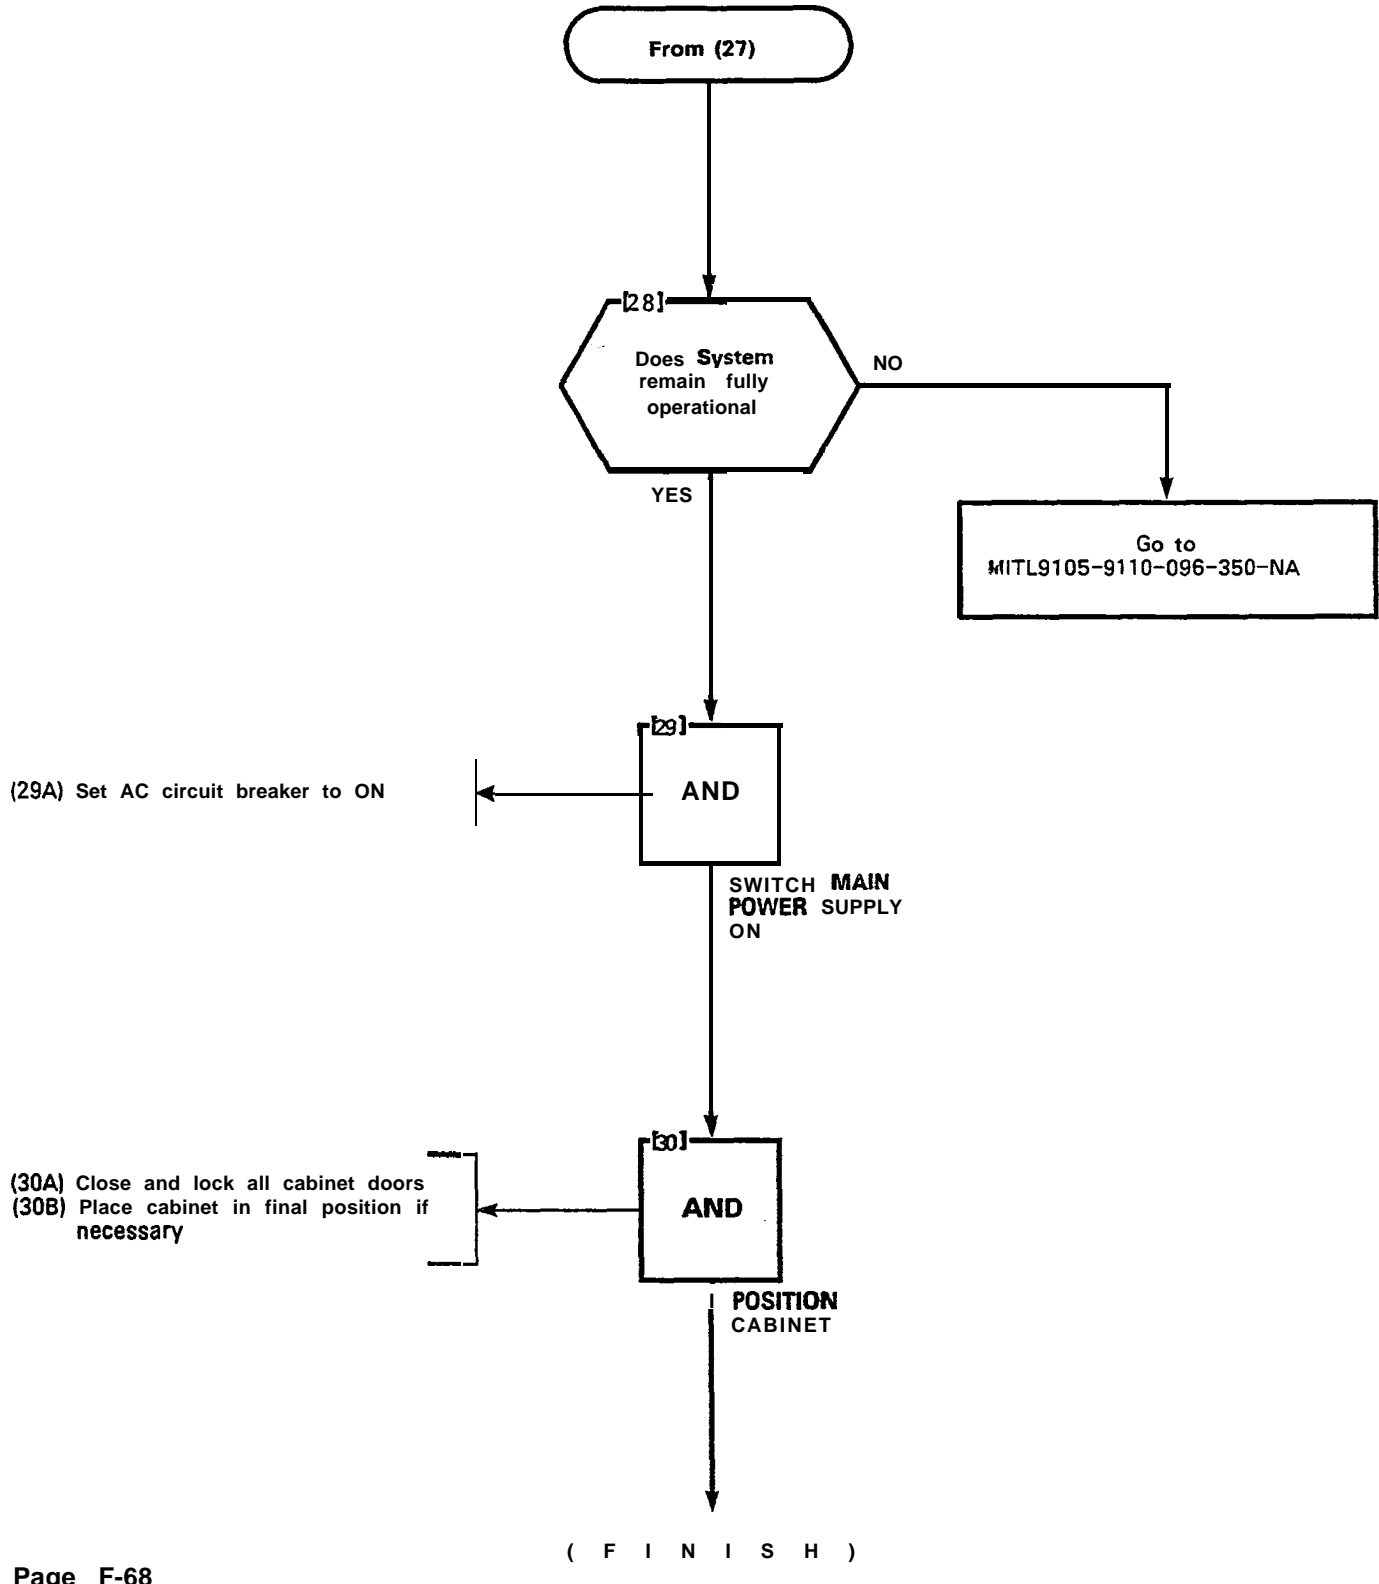 From (27)
[28]
Does System
remain fully
operational
NO
YES
Go to
MITL9105-9110-096-350-NA
[29]
AND
(29A) Set AC circuit breaker to ON
SWITCH MAIN
POWER SUPPLY
ON
[30]
AND
(30A) Close and lock all cabinet doors
(30B) Place cabinet in final position if
necessary
POSITION
CABINET
( F I N I S H )
Page F-68